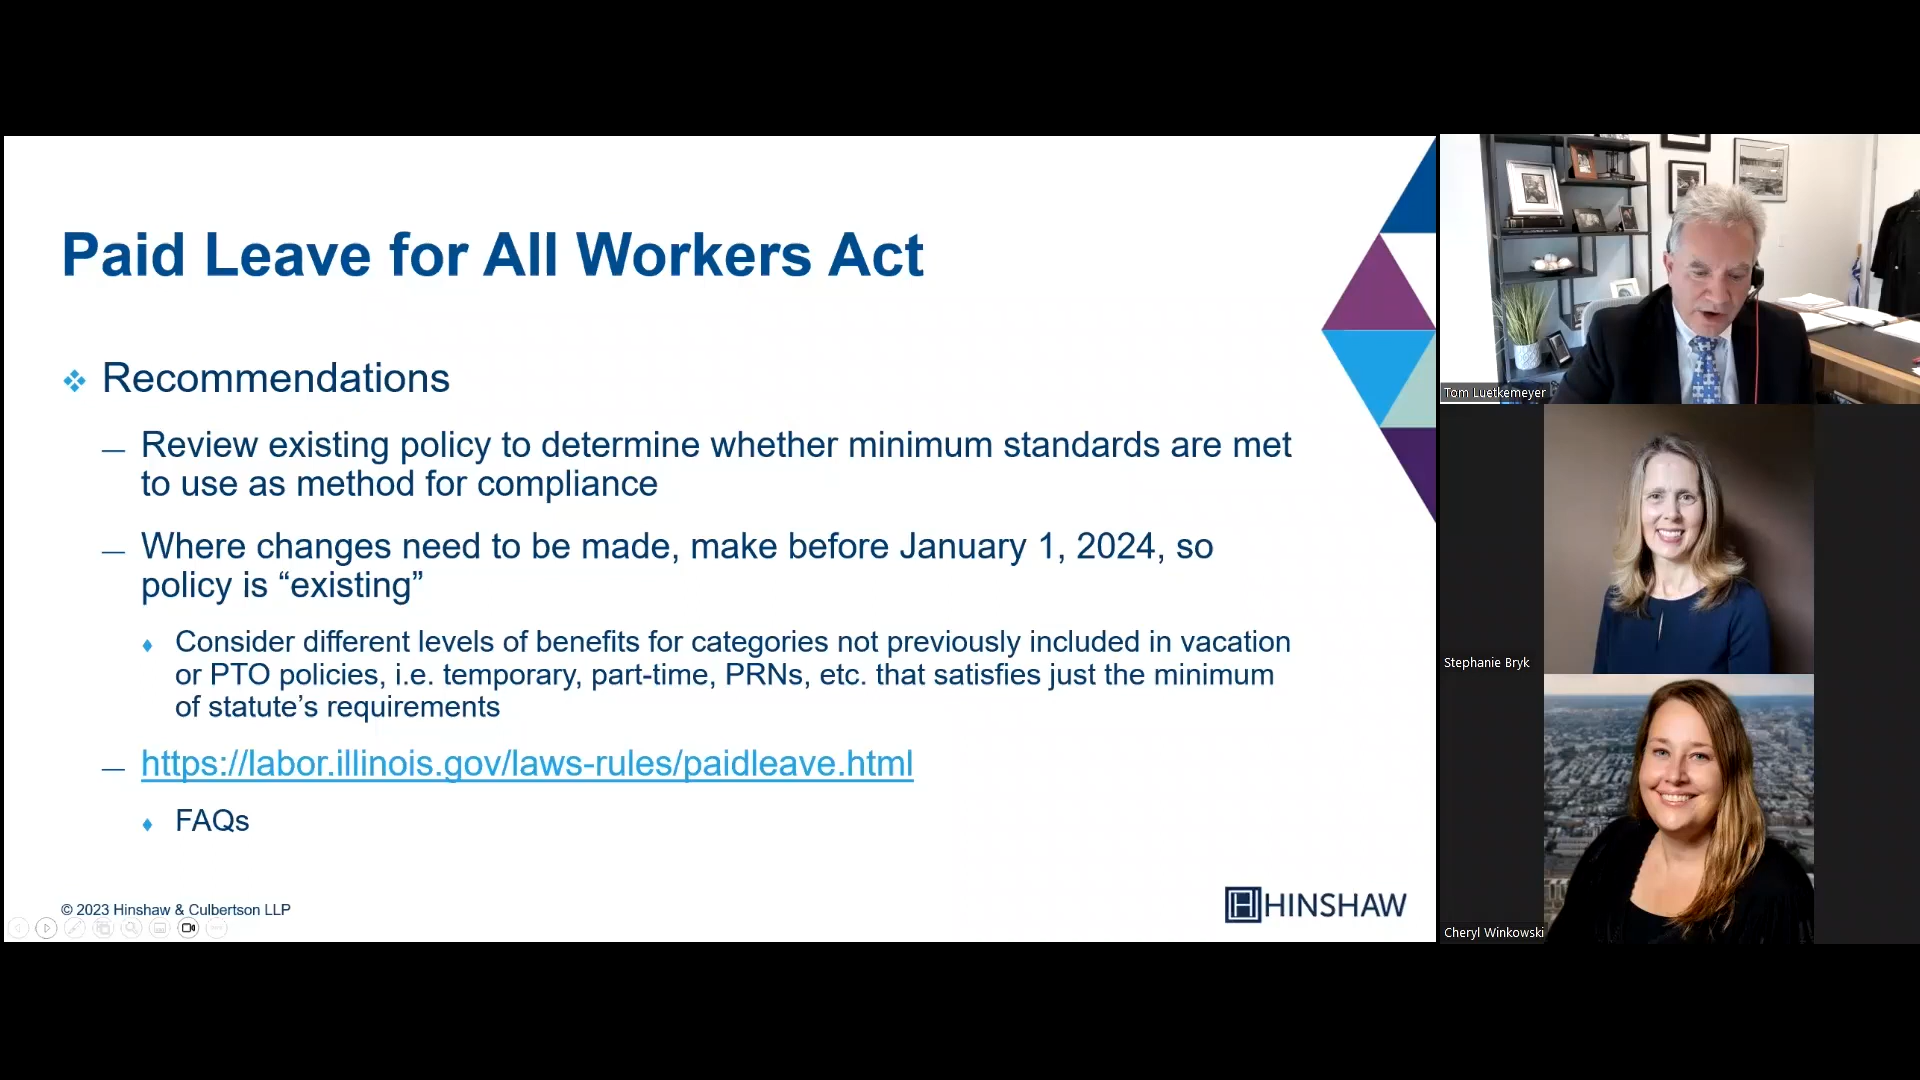 Paid Leave for All Workers Act
Recommendations
Review existing policy to determine whether minimum standards are met
to use as method for compliance
Where changes need to be made, make before January 1, 2024, so
policy is “existing”
Consider different levels of benefits for categories not previously included in vacation
or PTO policies, i.e. temporary, part-time, PRNs, etc. that satisfies just the minimum
of statute’s requirements
https://labor.illinois.gov/laws-rules/paidleave.html
FAQs
© 2023 Hinshaw & Culbertson LLP
HINSHAW
Tom Luetkemeyer
Stephanie Bryk
Cheryl Winkowski